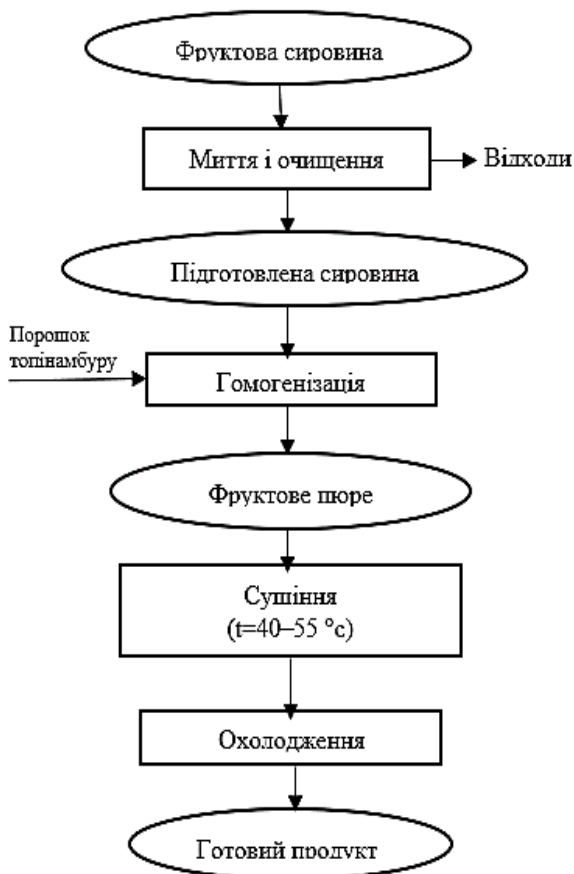 Фруктова сировина
Миття і очищення
Відходи
Підготовлена сировина
Порошок
топінамбуру
Гомогенізація
Фруктове пюре
Сушіння
(t=40–55 °с)
Охолодження
Готовий продукт